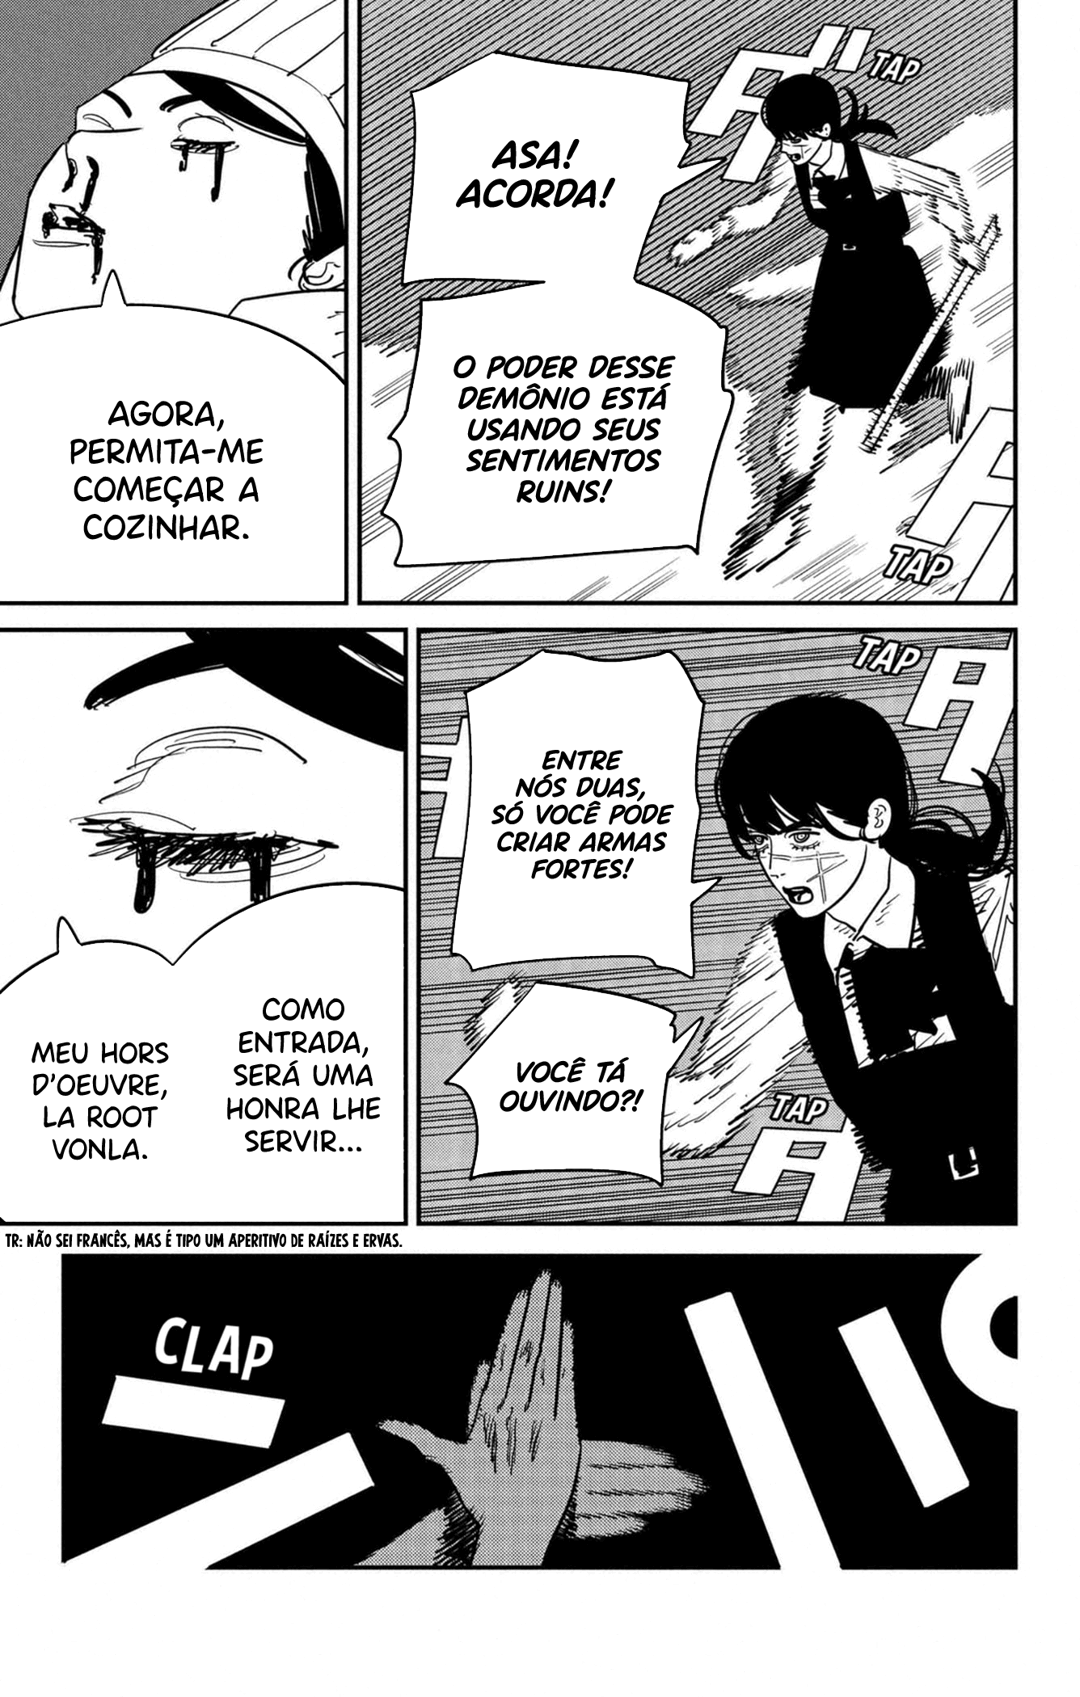 TAP
ASA!
ACORDA!
O PODER DESSE
DEMÔNIO ESTÁ
USANDO SEUS
SENTIMENTOS
RUINS!
TAP
AGORA,
PERMITA-ME
COMEÇAR A
COZINHAR.
TAP
ENTRE
NÓS DUAS,
SÓ VOCÊ PODE
CRIAR ARMAS
FORTES!
VOCÊ TÁ
OUVINDO?!
TAP
COMO
ENTRADA,
SERÁ UMA
HONRA LHE
SERVIR...
MEU HORS
D'OEUVRE,
LA ROOT
VONLA.
TR: NÃO SEI FRANCÊS, MAS É TIPO UM APERITIVO DE RAÍZES E ERVAS.
CLAP